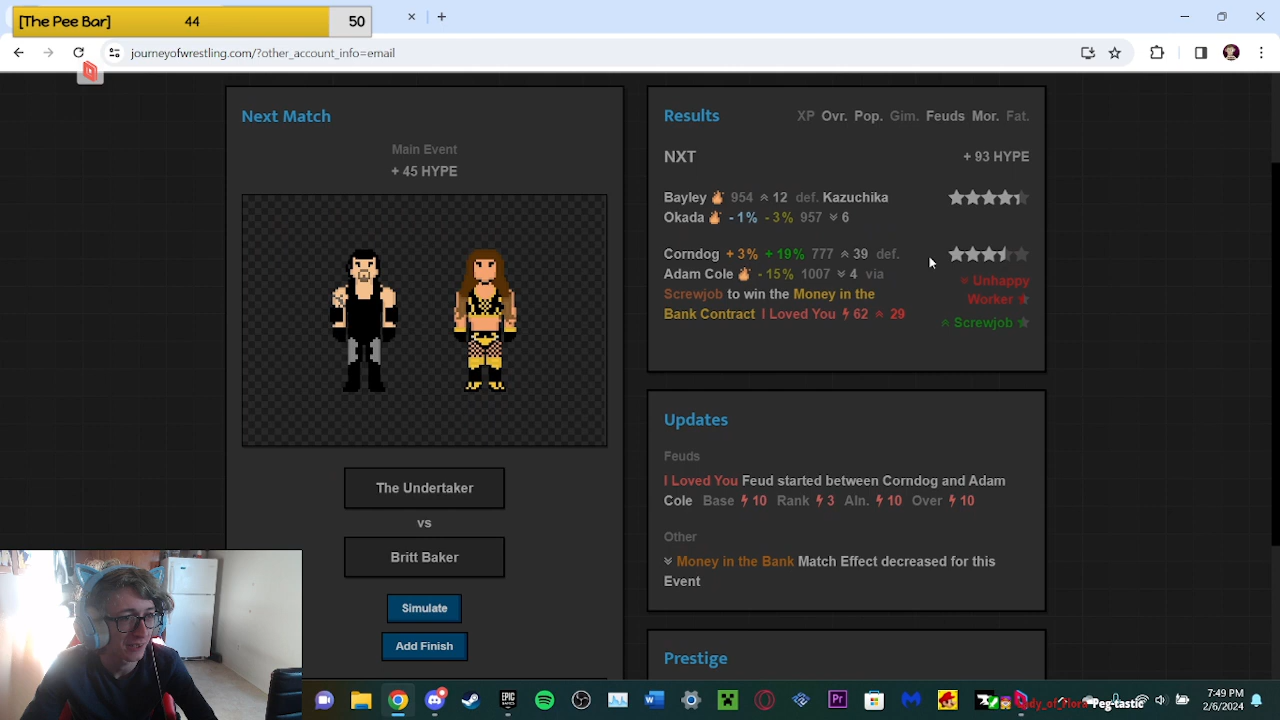 [The Pee Bar] 44 50
journeyofwrestling.com/?other_account_info=email
Next Match
Main Event
+ 45 HYPE
The Undertaker
vs
Britt Baker
Simulate
Add Finish
Results XP Ovr. Pop. Gim. Feuds Mor. Fat.
NXT + 93 HYPE
Bayley 954 12 def. Kazuchika
Okada - 1% - 3% 957 6
Corndog + 3% + 19% 777 39 def.
Adam Cole - 15% 1007 4 via
Screwjob to win the Money in the
Bank Contract I Loved You 62 29
Unhappy
Worker
Screwjob
Updates
Feuds
I Loved You Feud started between Corndog and Adam
Cole Base 10 Rank 3 Aln. 10 Over 10
Other
Money in the Bank Match Effect decreased for this
Event
Prestige
EPIC
W
Pr
7:49 PM
2/6/2024
Pegtastic